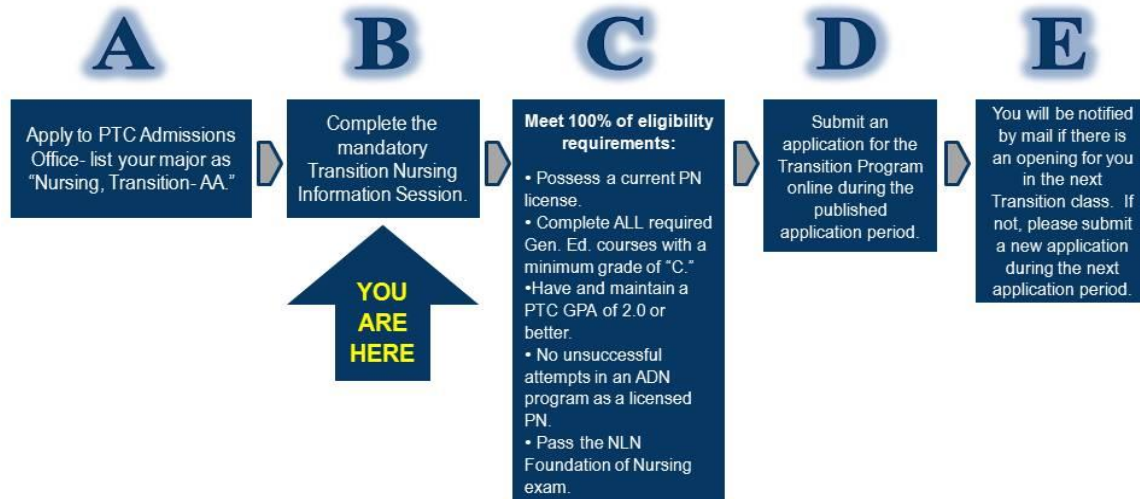 A
B
C
D
E
Apply to PTC Admissions
Office- list your major as
“Nursing, Transition- AA.”
Complete the
mandatory
Transition Nursing
Information Session.
YOU
ARE
HERE
Meet 100% of eligibility
requirements:
• Possess a current PN
license.
• Complete ALL required
Gen. Ed. courses with a
minimum grade of “C.”
•Have and maintain a
PTC GPA of 2.0 or
better.
• No unsuccessful
attempts in an ADN
program as a licensed
PN.
• Pass the NLN
Foundation of Nursing
exam.
Submit an
application for the
Transition Program
online during the
published
application period.
You will be notified
by mail if there is
an opening for you
in the next
Transition class.  If
not, please submit
a new application
during the next
application period.